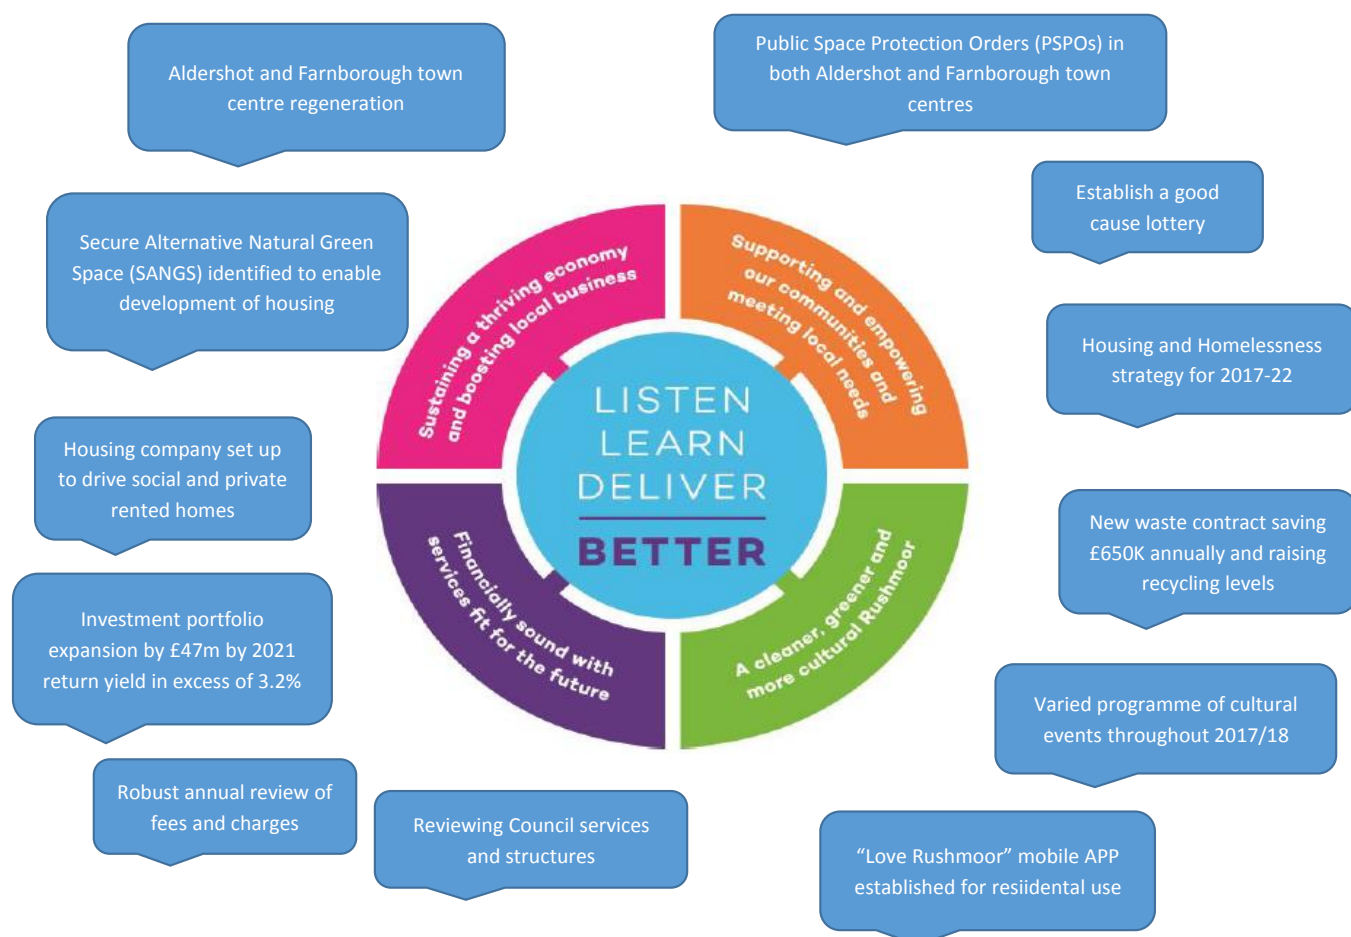 Aldershot and Farnborough town
centre regeneration
Public Space Protection Orders (PSPOs) in
both Aldershot and Farnborough town
centres
Establish a good
cause lottery
Secure Alternative Natural Green
Space (SANGS) identified to enable
development of housing
Sustaining a thriving economy
and boosting local business
Supporting and empowering
our communities and
meeting local needs
Housing and Homelessness
strategy for 2017-22
LISTEN
LEARN
DELIVER
BETTER
Housing company set up
to drive social and private
rented homes
New waste contract saving
£650K annually and raising
recycling levels
Financially sound with
services fit for the future
A cleaner, greener and
more cultural Rushmoor
Investment portfolio
expansion by £47m by 2021
return yield in excess of 3.2%
Varied programme of cultural
events throughout 2017/18
Robust annual review of
fees and charges
Reviewing Council services
and structures
“Love Rushmoor” mobile APP
established for resiidental use